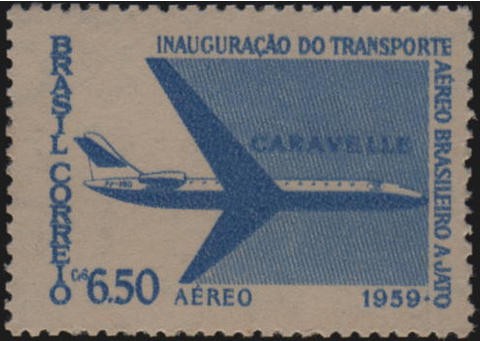 BRASIL CORREIO
INAUGURAÇÃO DO TRANSPORTE
AÉREO BRASILEIRO A JATO
CARAVELLE
Cr$ 6.50
AÉREO
1959